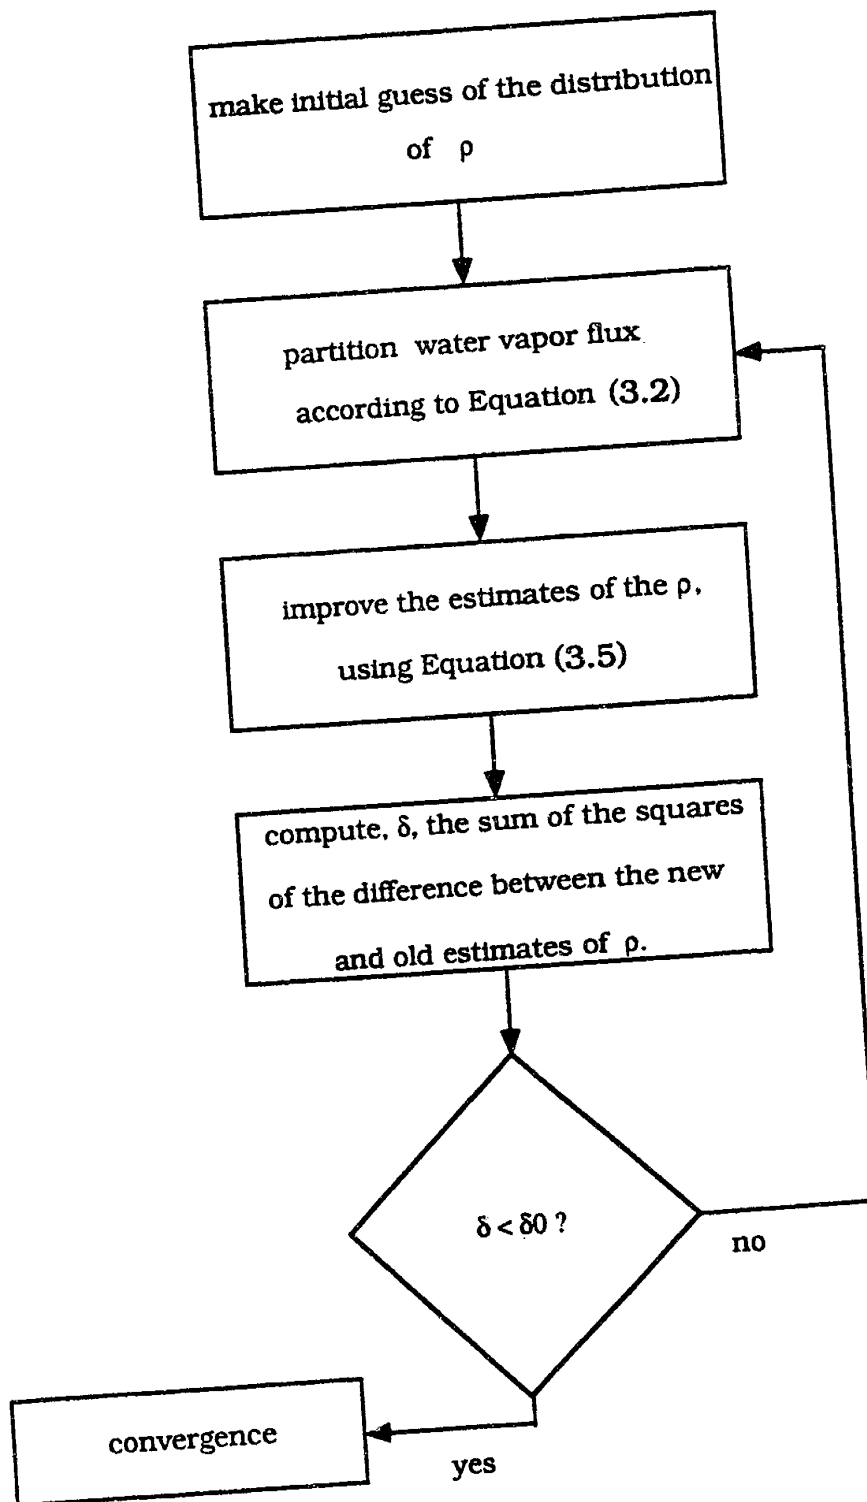 make initial guess of the distribution
of ρ
partition water vapor flux
according to Equation (3.2)
improve the estimates of the ρ,
using Equation (3.5)
compute, δ, the sum of the squares
of the difference between the new
and old estimates of ρ.
δ < δ0 ?
no
convergence
yes